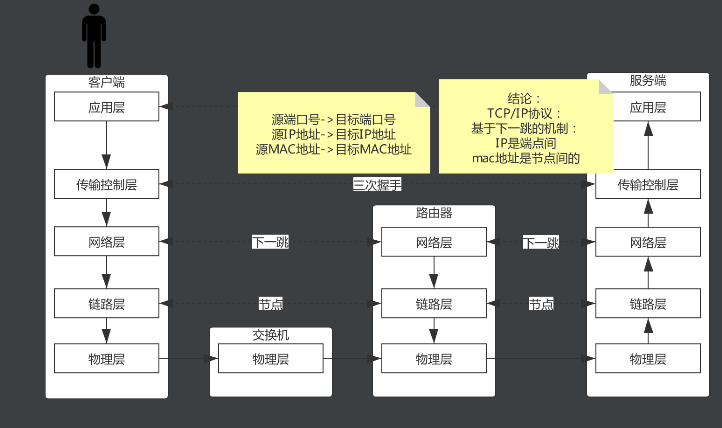 客户端
应用层
传输控制层
网络层
链路层
物理层
源端口号->目标端口号
源IP地址->目标IP地址
源MAC地址->目标MAC地址
结论：
TCP/IP协议：
基于下一跳的机制：
IP是端点间
mac地址是节点间的
三次握手
下一跳
节点
交换机
物理层
路由器
网络层
链路层
物理层
下一跳
节点
服务端
应用层
传输控制层
网络层
链路层
物理层